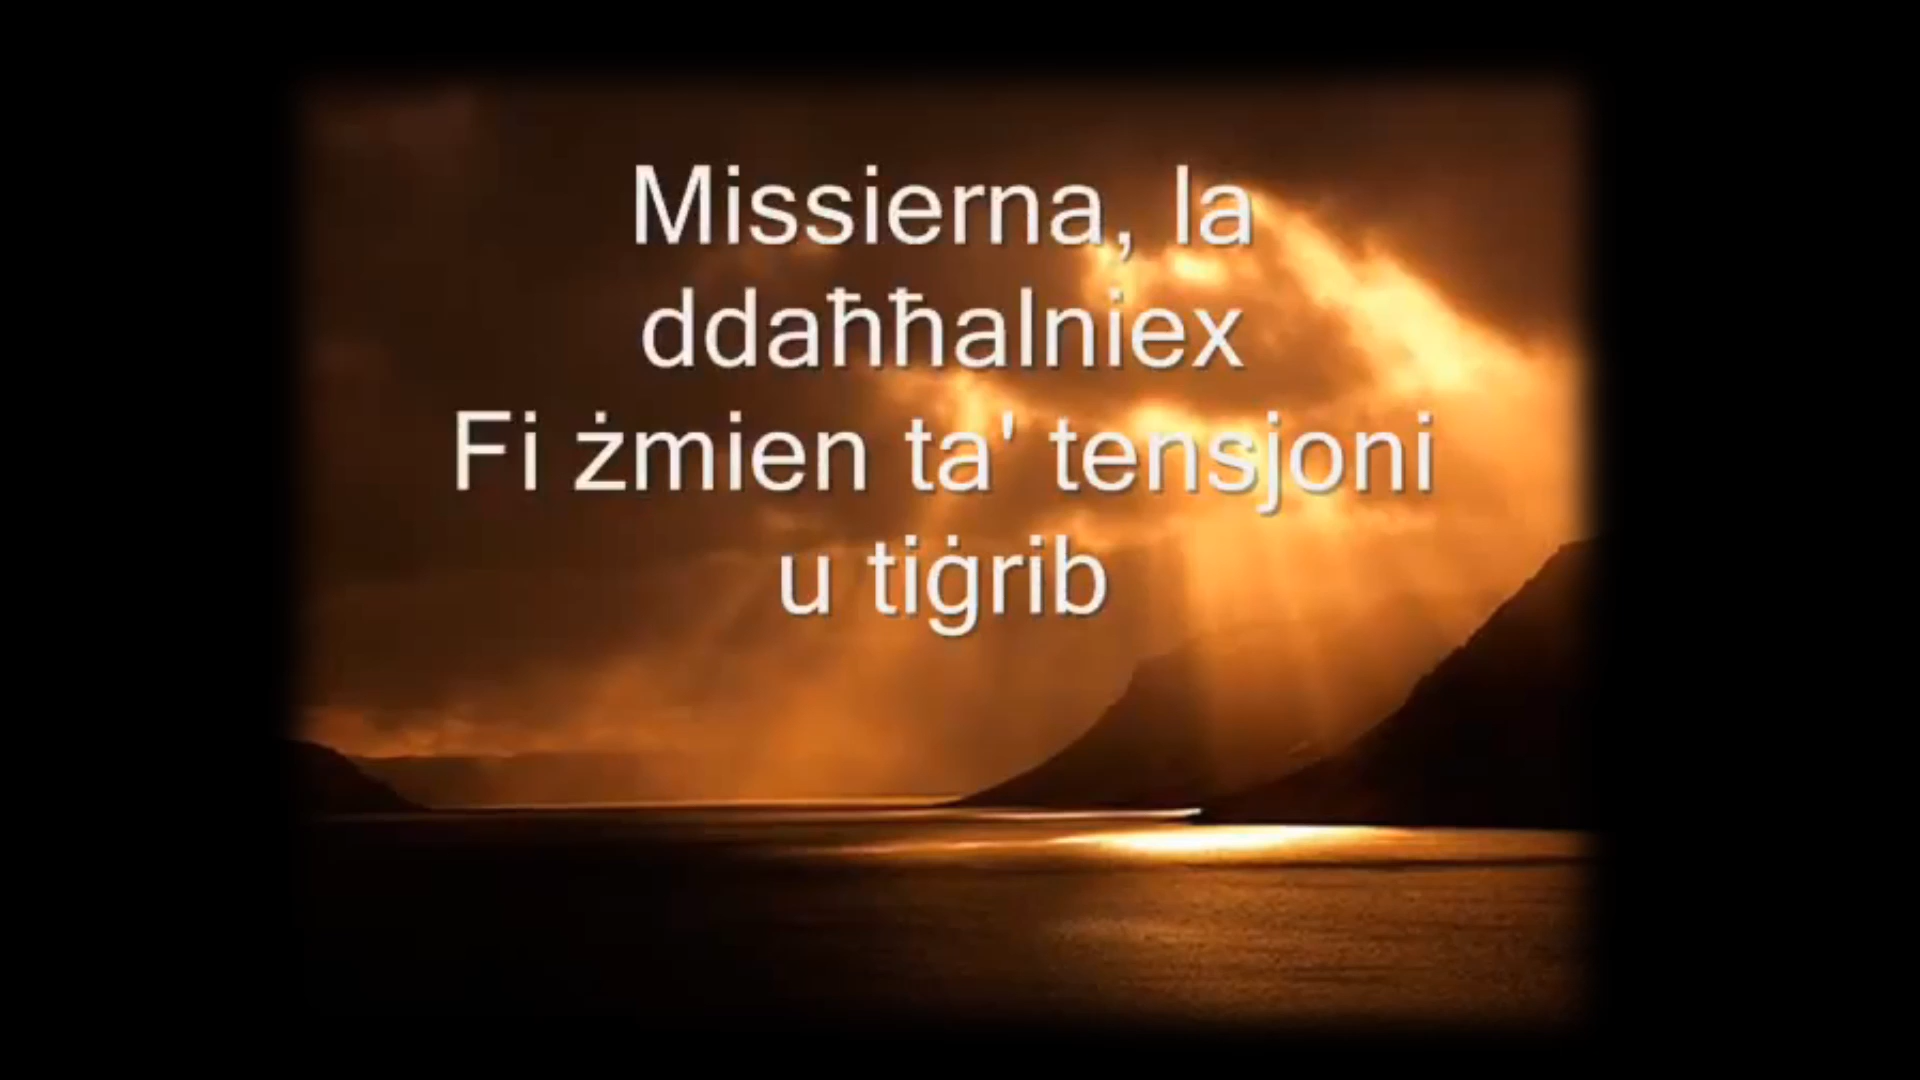 Missierna, la
ddaħħalniex
Fi żmien ta' tensjoni
u tiġrib